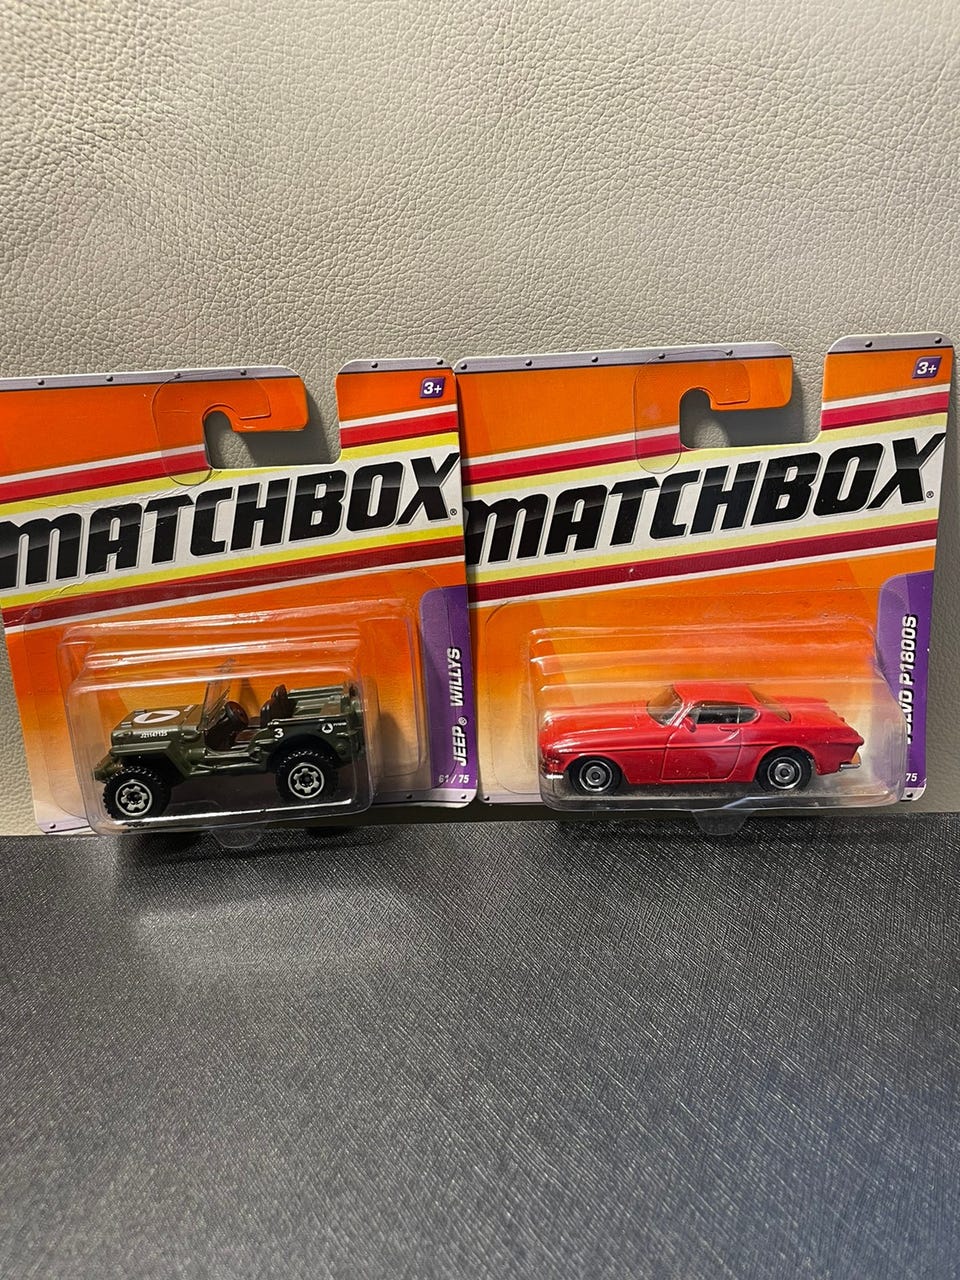 3+
MATCHBOX®
JEEP® WILLYS
61/75
3
3+
MATCHBOX®
P1800S
75